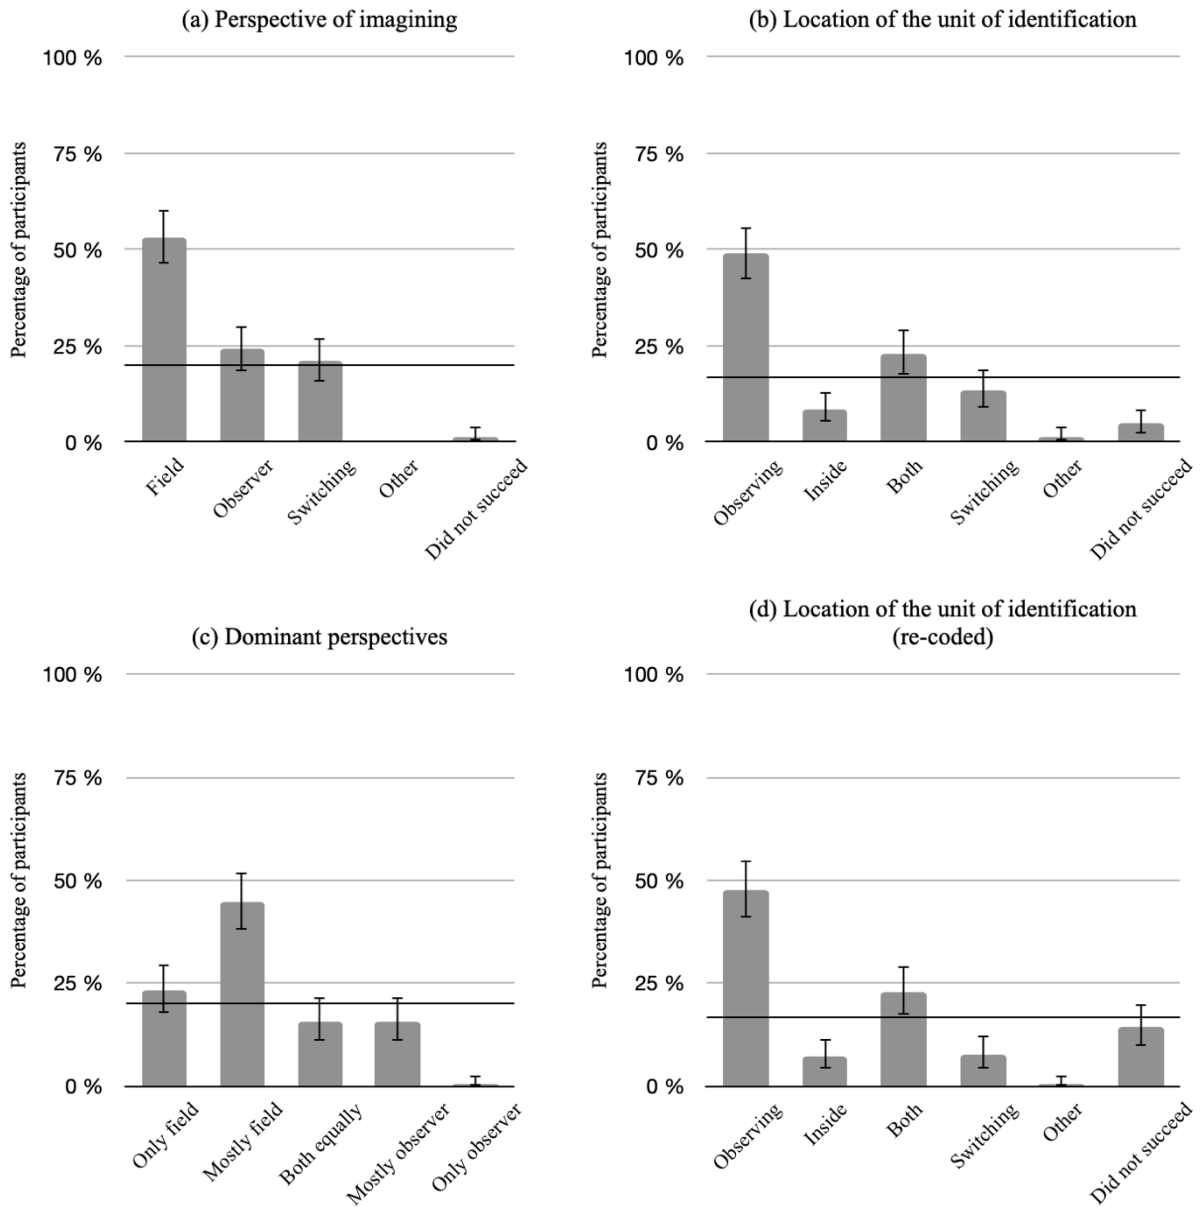 (a) Perspective of imagining
Percentage of participants
100 %
75 %
50 %
25 %
0 %
Field
Observer
Switching
Other
Did not succeed
(b) Location of the unit of identification
Percentage of participants
100 %
75 %
50 %
25 %
0 %
Observing
Inside
Both
Switching
Other
Did not succeed
(c) Dominant perspectives
Percentage of participants
100 %
75 %
50 %
25 %
0 %
Only field
Mostly field
Both equally
Mostly observer
Only observer
(d) Location of the unit of identification
(re-coded)
Percentage of participants
100 %
75 %
50 %
25 %
0 %
Observing
Inside
Both
Switching
Other
Did not succeed